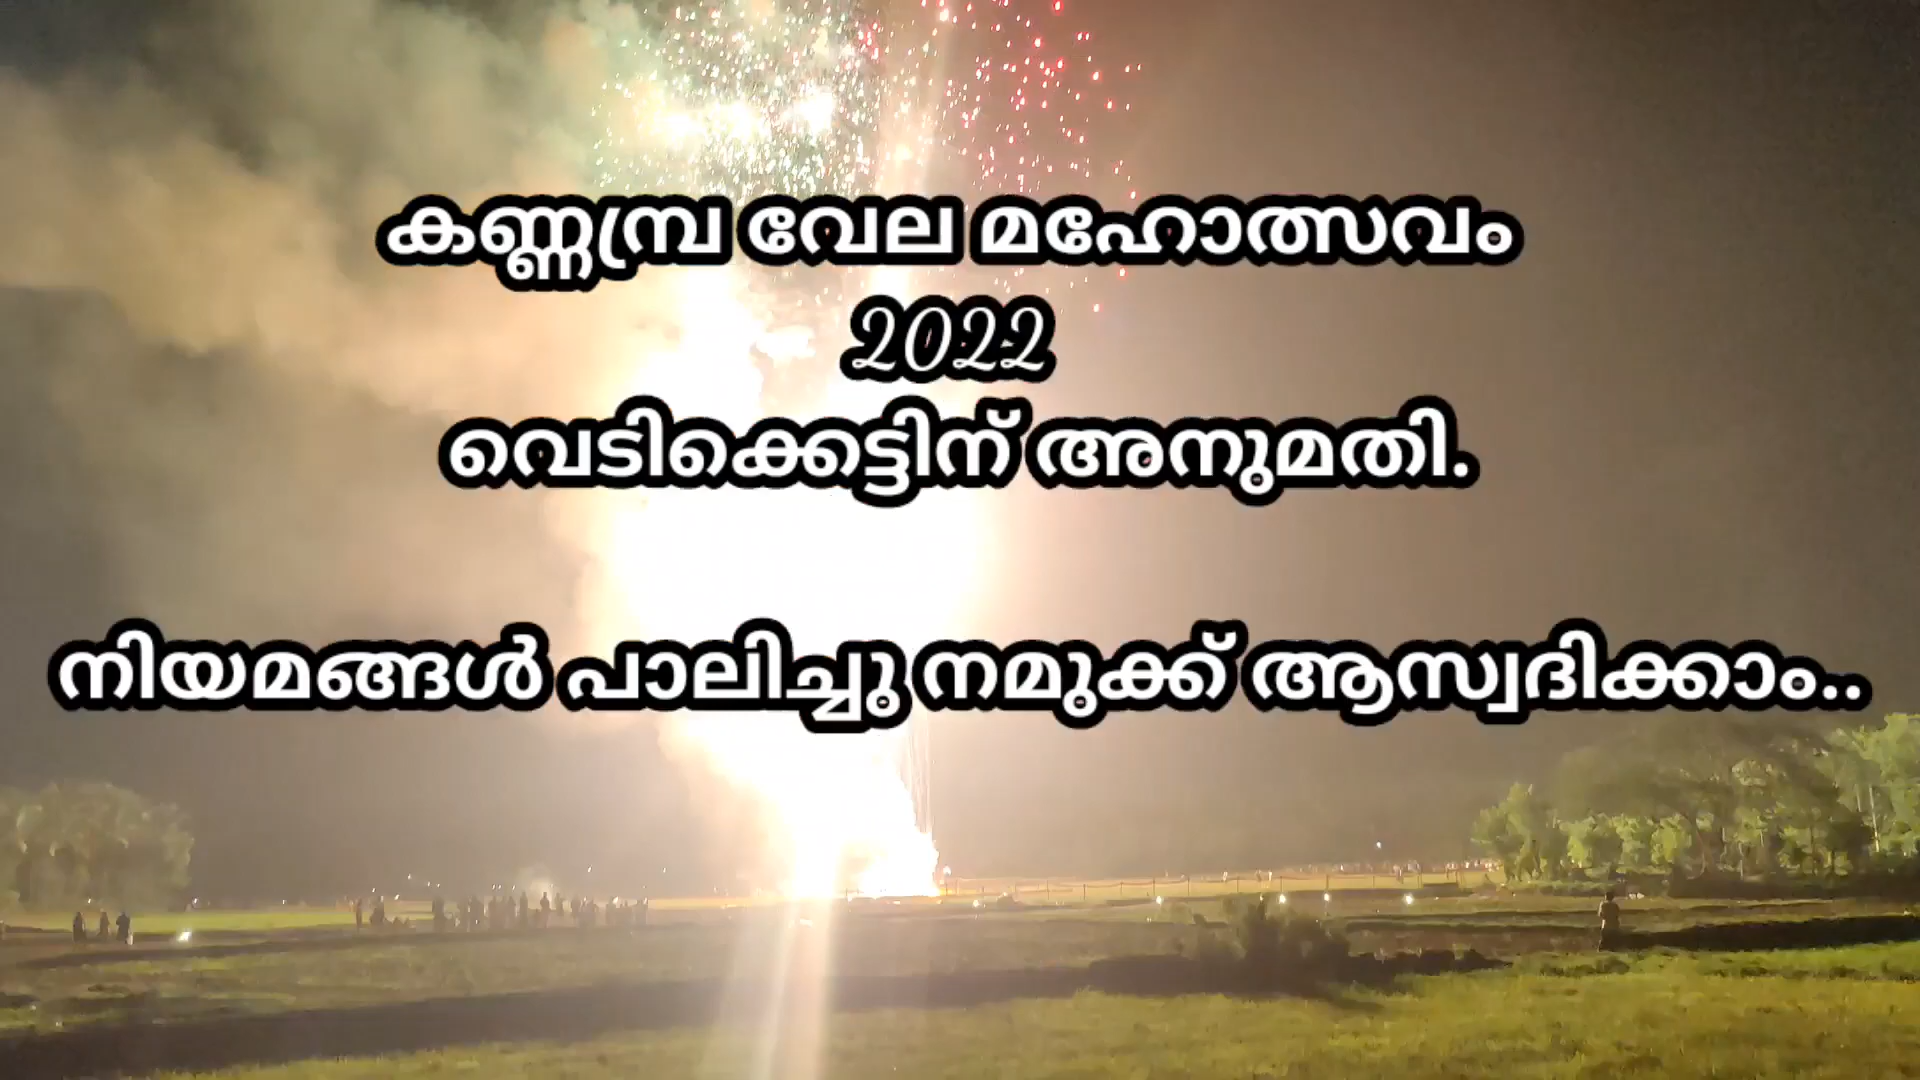 കണ്ണമ്പ്ര വേല മഹോത്സവം
2022
വെടിക്കെട്ടിന് അനുമതി.
നിയമങ്ങൾ പാലിച്ചു നമുക്ക് ആസ്വദിക്കാം..